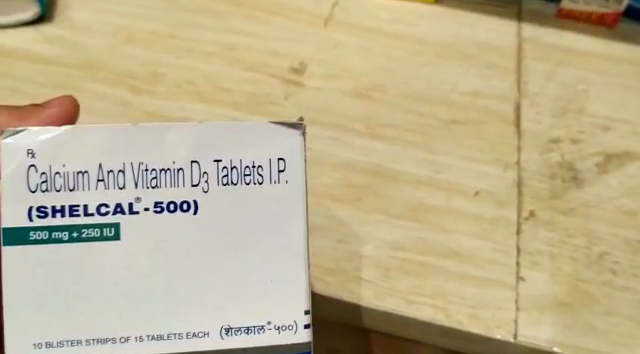 Rx
Calcium And Vitamin D3 Tablets I.P.
(SHELCAL®-500)
500 mg + 250 IU
10 BLISTER STRIPS OF 15 TABLETS EACH (शेलकाल®-५००)